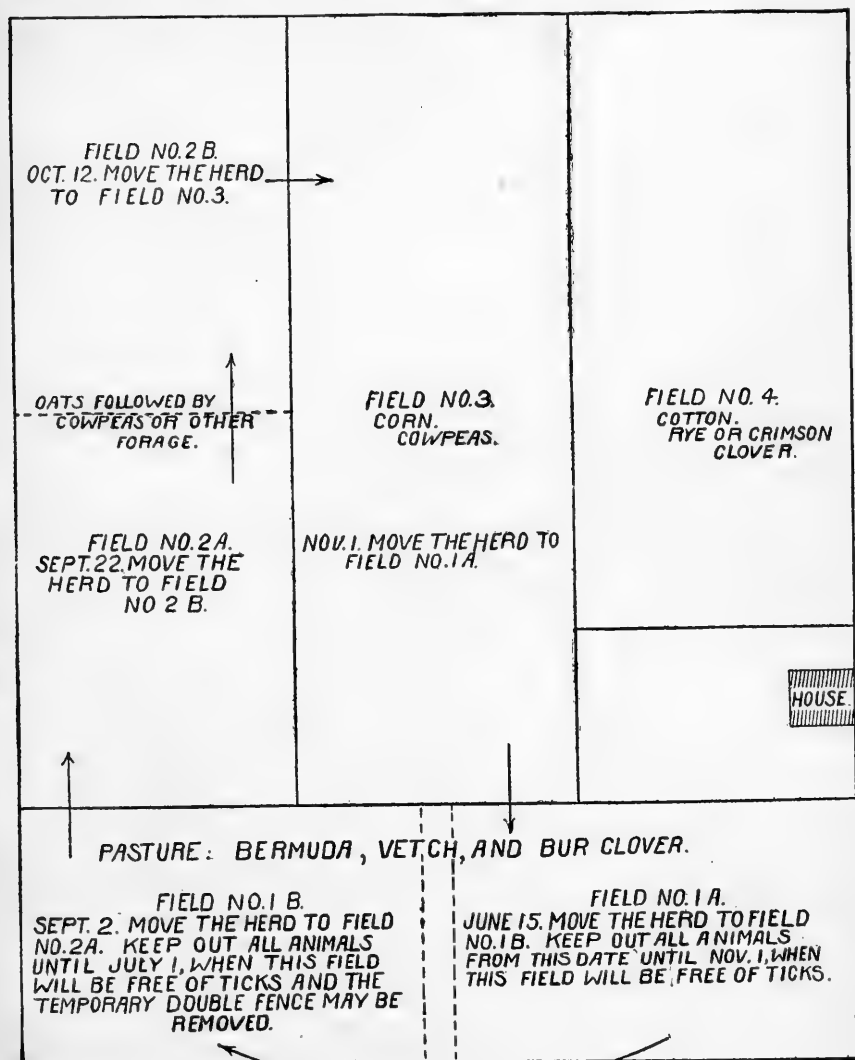 FIELD NO.2 B.
OCT. 12. MOVE THE HERD
TO FIELD NO.3.
OATS FOLLOWED BY
COWPEAS OR OTHER
FORAGE.
FIELD NO.2A.
SEPT.22.MOVE THE
HERD TO FIELD
NO 2 B.
FIELD NO.3.
CORN.
COWPEAS.
NOV.1. MOVE THE HERD TO
FIELD NO.1A.
FIELD NO. 4.
COTTON.
RYE OR CRIMSON
CLOVER.
HOUSE.
PASTURE: BERMUDA, VETCH, AND BUR CLOVER.
FIELD NO.1 B.
SEPT. 2. MOVE THE HERD TO FIELD
NO.2A. KEEP OUT ALL ANIMALS
UNTIL JULY 1, WHEN THIS FIELD
WILL BE FREE OF TICKS AND THE
TEMPORARY DOUBLE FENCE MAY BE
REMOVED.
FIELD NO.1A.
JUNE 15. MOVE THE HERD TO FIELD
NO.1B. KEEP OUT ALL ANIMALS
FROM THIS DATE UNTIL NOV. 1, WHEN
THIS FIELD WILL BE FREE OF TICKS.